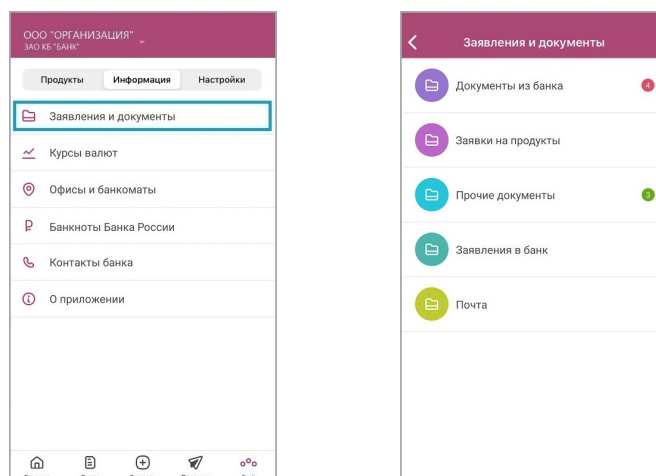 ООО "ОРГАНИЗАЦИЯ"
ЗАО КБ "БАНК"
Продукты Информация Настройки
Заявления и документы
Курсы валют
Офисы и банкоматы
Банкноты Банка России
Контакты банка
О приложении
Заявления и документы
Документы из банка 4
Заявки на продукты
Прочие документы 3
Заявления в банк
Почта